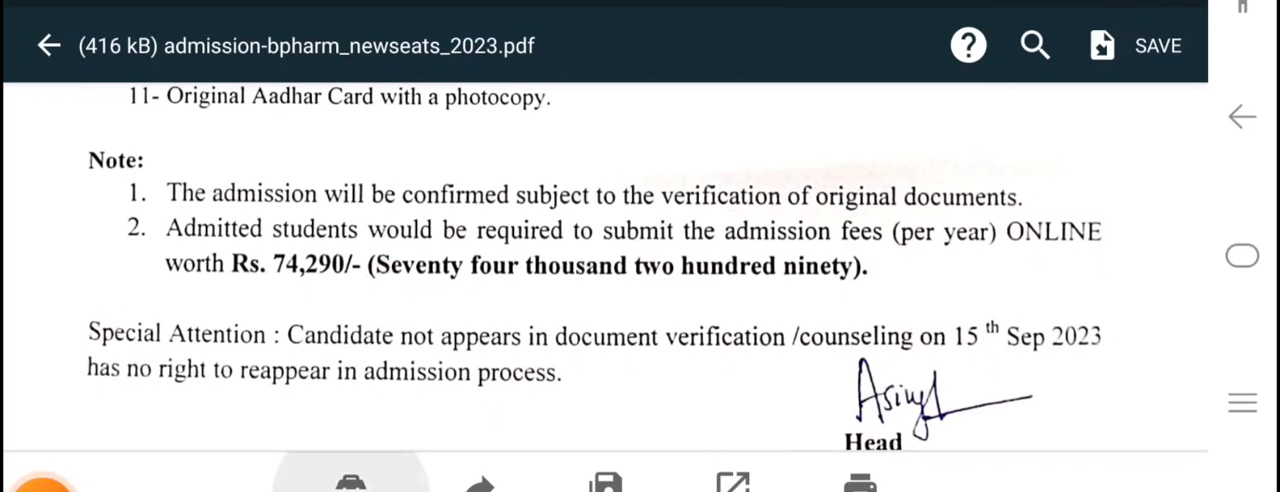 (416 kB) admission-bpharm_newseats_2023.pdf
SAVE
11- Original Aadhar Card with a photocopy.
Note:
1. The admission will be confirmed subject to the verification of original documents.
2. Admitted students would be required to submit the admission fees (per year) ONLINE
worth Rs. 74,290/- (Seventy four thousand two hundred ninety).
Special Attention : Candidate not appears in document verification /counseling on 15 th Sep 2023
has no right to reappear in admission process.
Head